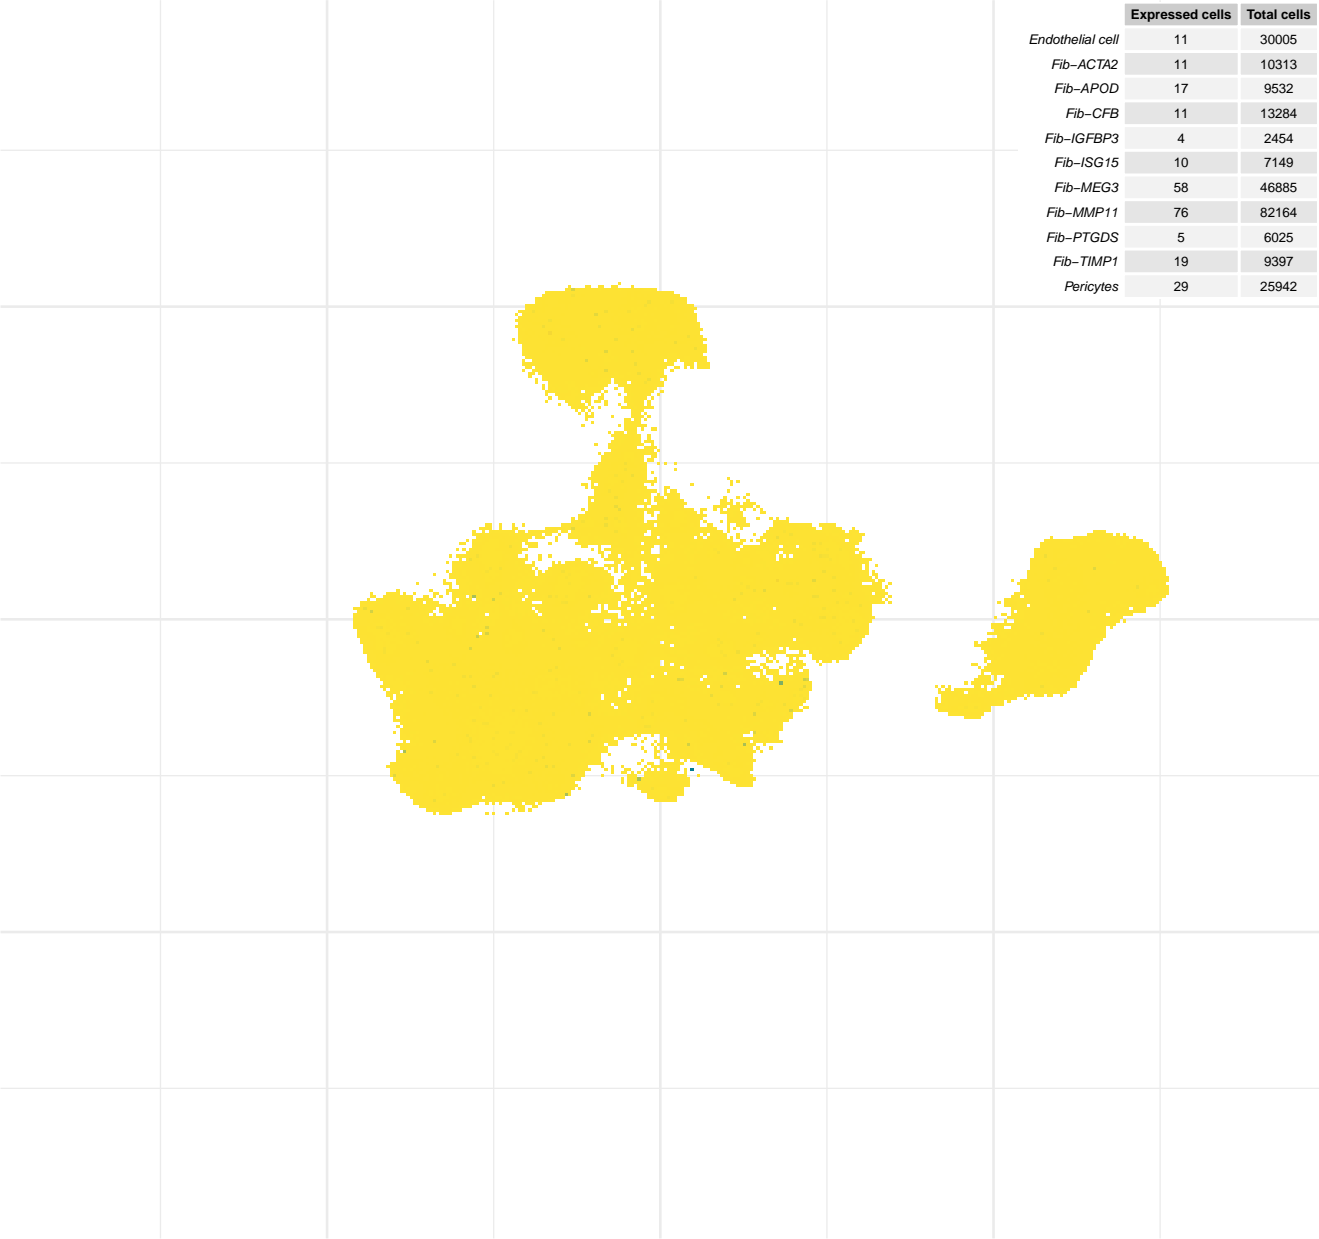 Expressed cells Total cells
Endothelial cell 11 30005
Fib−ACTA2 11 10313
Fib−APOD 17 9532
Fib−CFB 11 13284
Fib−IGFBP3 4 2454
Fib−ISG15 10 7149
Fib−MEG3 58 46885
Fib−MMP11 76 82164
Fib−PTGDS 5 6025
Fib−TIMP1 19 9397
Pericytes 29 25942